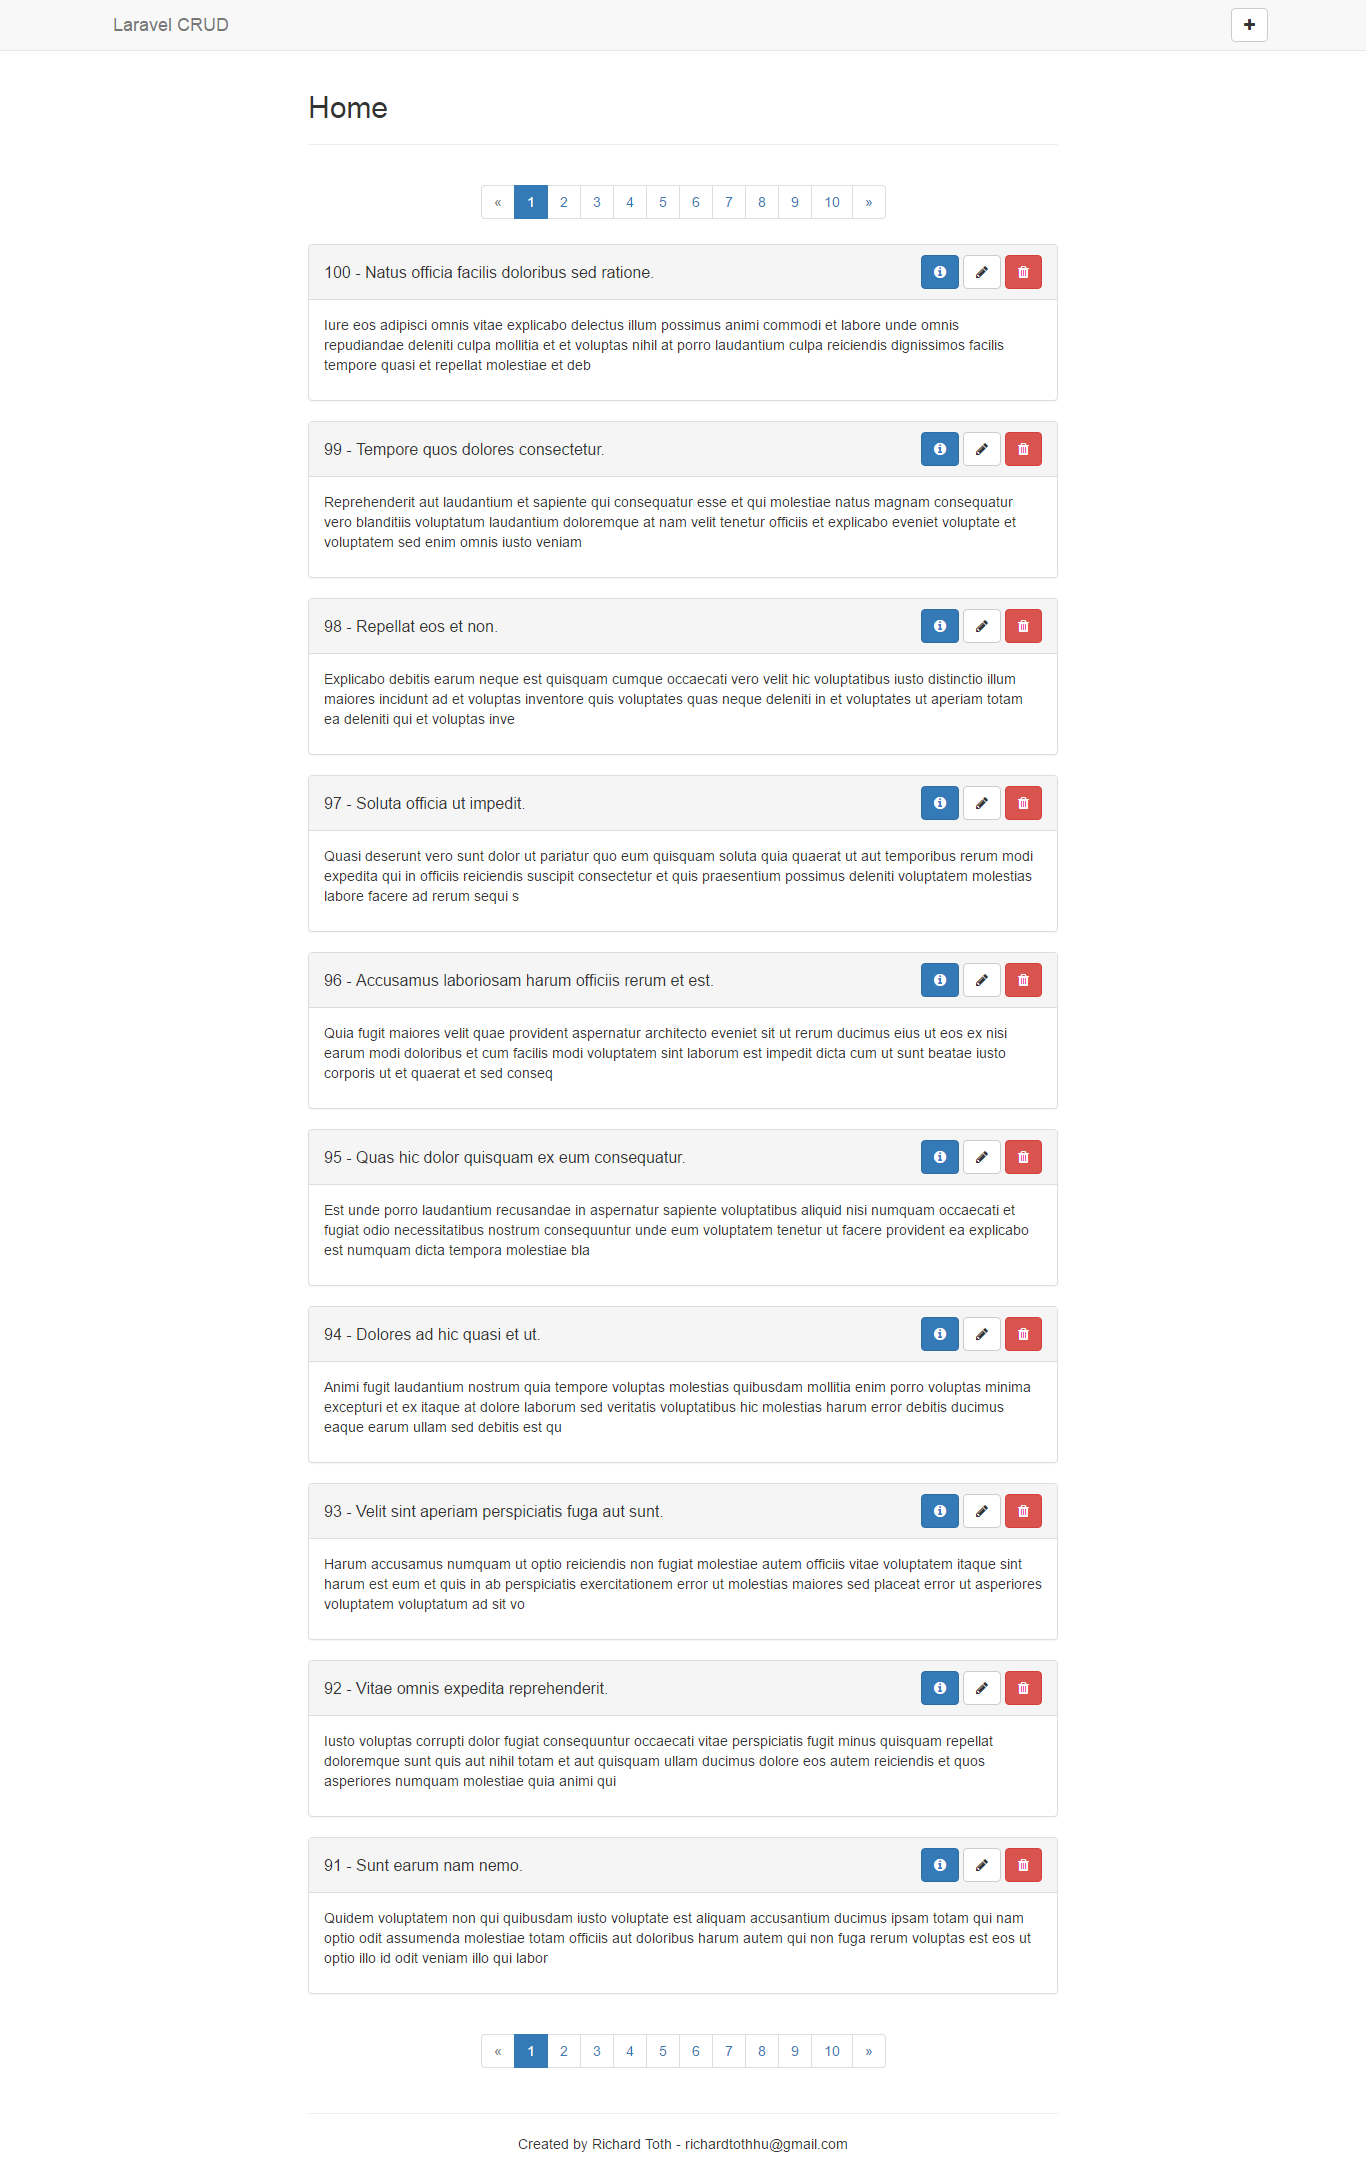 Laravel CRUD
Home
« 1 2 3 4 5 6 7 8 9 10 »
100 - Natus officia facilis doloribus sed ratione.
Iure eos adipisci omnis vitae explicabo delectus illum possimus animi commodi et labore unde omnis
repudiandae deleniti culpa mollitia et et voluptas nihil at porro laudantium culpa reiciendis dignissimos facilis
tempore quasi et repellat molestiae et deb
99 - Tempore quos dolores consectetur.
Reprehenderit aut laudantium et sapiente qui consequatur esse et qui molestiae natus magnam consequatur
vero blanditiis voluptatum laudantium doloremque at nam velit tenetur officiis et explicabo eveniet voluptate et
voluptatem sed enim omnis iusto veniam
98 - Repellat eos et non.
Explicabo debitis earum neque est quisquam cumque occaecati vero velit hic voluptatibus iusto distinctio illum
maiores incidunt ad et voluptas inventore quis voluptates quas neque deleniti in et voluptates ut aperiam totam
ea deleniti qui et voluptas inve
97 - Soluta officia ut impedit.
Quasi deserunt vero sunt dolor ut pariatur quo eum quisquam soluta quia quaerat ut aut temporibus rerum modi
expedita qui in officiis reiciendis suscipit consectetur et quis praesentium possimus deleniti voluptatem molestias
labore facere ad rerum sequi s
96 - Accusamus laboriosam harum officiis rerum et est.
Quia fugit maiores velit quae provident aspernatur architecto eveniet sit ut rerum ducimus eius ut eos ex nisi
earum modi doloribus et cum facilis modi voluptatem sint laborum est impedit dicta cum ut sunt beatae iusto
corporis ut et quaerat et sed conseq
95 - Quas hic dolor quisquam ex eum consequatur.
Est unde porro laudantium recusandae in aspernatur sapiente voluptatibus aliquid nisi numquam occaecati et
fugiat odio necessitatibus nostrum consequuntur unde eum voluptatem tenetur ut facere provident ea explicabo
est numquam dicta tempora molestiae bla
94 - Dolores ad hic quasi et ut.
Animi fugit laudantium nostrum quia tempore voluptas molestias quibusdam mollitia enim porro voluptas minima
excepturi et ex itaque at dolore laborum sed veritatis voluptatibus hic molestias harum error debitis ducimus
eaque earum ullam sed debitis est qu
93 - Velit sint aperiam perspiciatis fuga aut sunt.
Harum accusamus numquam ut optio reiciendis non fugiat molestiae autem officiis vitae voluptatem itaque sint
harum est eum et quis in ab perspiciatis exercitationem error ut molestias maiores sed placeat error ut asperiores
voluptatem voluptatum ad sit vo
92 - Vitae omnis expedita reprehenderit.
Iusto voluptas corrupti dolor fugiat consequuntur occaecati vitae perspiciatis fugit minus quisquam repellat
doloremque sunt quis aut nihil totam et aut quisquam ullam ducimus dolore eos autem reiciendis et quos
asperiores numquam molestiae quia animi qui
91 - Sunt earum nam nemo.
Quidem voluptatem non qui quibusdam iusto voluptate est aliquam accusantium ducimus ipsam totam qui nam
optio odit assumenda molestiae totam officiis aut doloribus harum autem qui non fuga rerum voluptas est eos ut
optio illo id odit veniam illo qui labor
« 1 2 3 4 5 6 7 8 9 10 »
Created by Richard Toth - richardtothhu@gmail.com